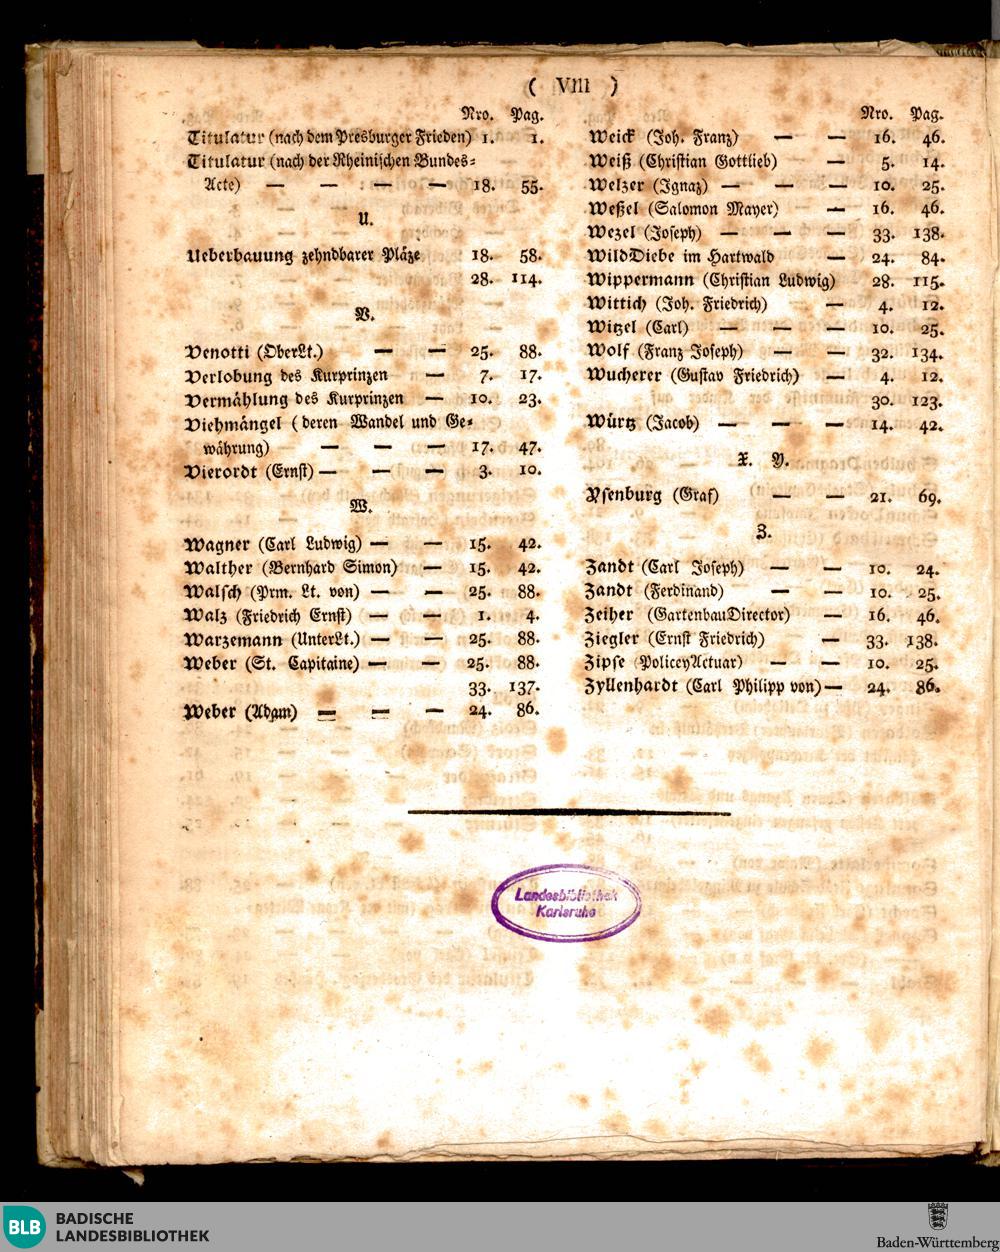 ( VIII )
Nro. Pag.
Titulatur (nach dem Presburger Frieden) 1. 1.
Titulatur (nach der Rheinischen Bundes-
Acte) — — — — 18. 55.
U.
Ueberbauung zehndbarer Pläze 18. 58.
28. 114.
V.
Venotti (OberLt.) — — 25. 88.
Verlobung des Kurprinzen — 7. 17.
Vermählung des Kurprinzen — 10. 23.
Viehmängel (deren Wandel und Ge-
währung) — — — 17. 47.
Vierordt (Ernst) — — — 3. 10.
W.
Wagner (Carl Ludwig) — — 15. 42.
Walther (Bernhard Simon) — 15. 42.
Walsch (Prm. Lt. von) — — 25. 88.
Walz (Friedrich Ernst) — — 1. 4.
Warzemann (UnterLt.) — — 25. 88.
Weber (St. Capitaine) — — 25. 88.
33. 137.
Weber (Adam) — — — 24. 86.
Nro. Pag.
Weick (Joh. Franz) — — 16. 46.
Weiß (Christian Gottlieb) — 5. 14.
Welzer (Ignaz) — — — 10. 25.
Weßel (Salomon Mayer) — 16. 46.
Wezel (Joseph) — — — 33. 138.
WildDiebe im Hartwald — 24. 84.
Wippermann (Christian Ludwig) 28. 115.
Wittich (Joh. Friedrich) — 4. 12.
Witzel (Carl) — — — 10. 25.
Wolf (Franz Joseph) — — 32. 134.
Wucherer (Gustav Friedrich) — 4. 12.
30. 123.
Würtz (Jacob) — — — 14. 42.
X. Y.
Ysenburg (Graf) — — 21. 69.
Z.
Zandt (Carl Joseph) — — 10. 24.
Zandt (Ferdinand) — — 10. 25.
Zeiher (GartenbauDirector) — 16. 46.
Ziegler (Ernst Friedrich) — 33. 138.
Zipse (PoliceyActuar) — — 10. 25.
Zyllenhardt (Carl Philipp von) — 24. 86.
Landesbibliothek
Karlsruhe
BLB BADISCHE
LANDESBIBLIOTHEK
Baden-Württemberg